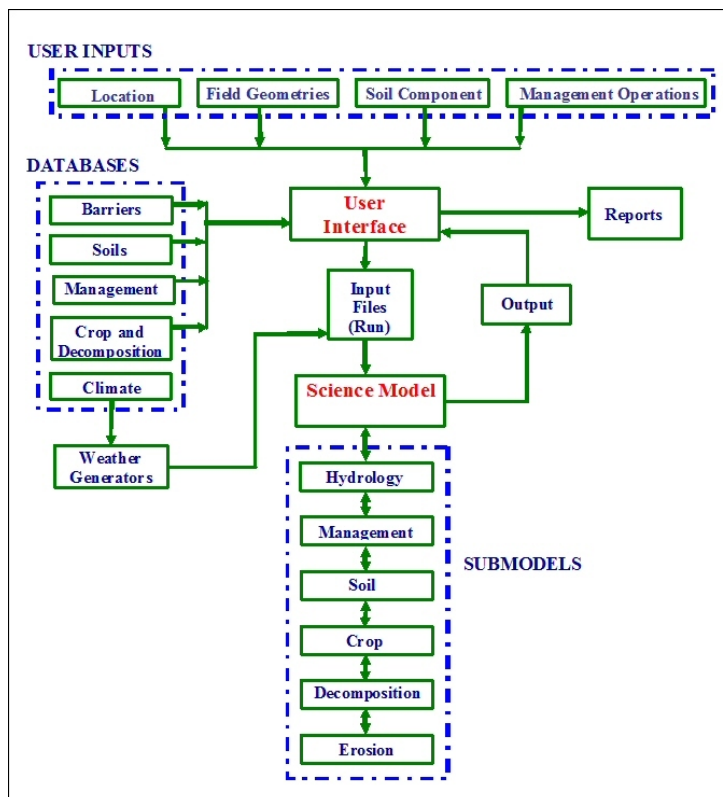 USER INPUTS
Location
Field Geometries
Soil Component
Management Operations
DATABASES
Barriers
Soils
Management
Crop and
Decomposition
Climate
Weather
Generators
User
Interface
Reports
Input
Files
(Run)
Output
Science Model
Hydrology
Management
Soil
Crop
Decomposition
Erosion
SUBMODELS